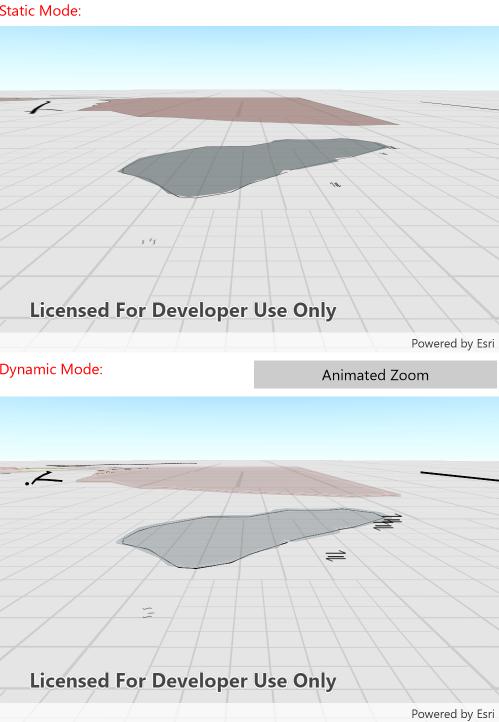 Static Mode:
Licensed For Developer Use Only
Powered by Esri
Dynamic Mode:
Animated Zoom
Licensed For Developer Use Only
Powered by Esri